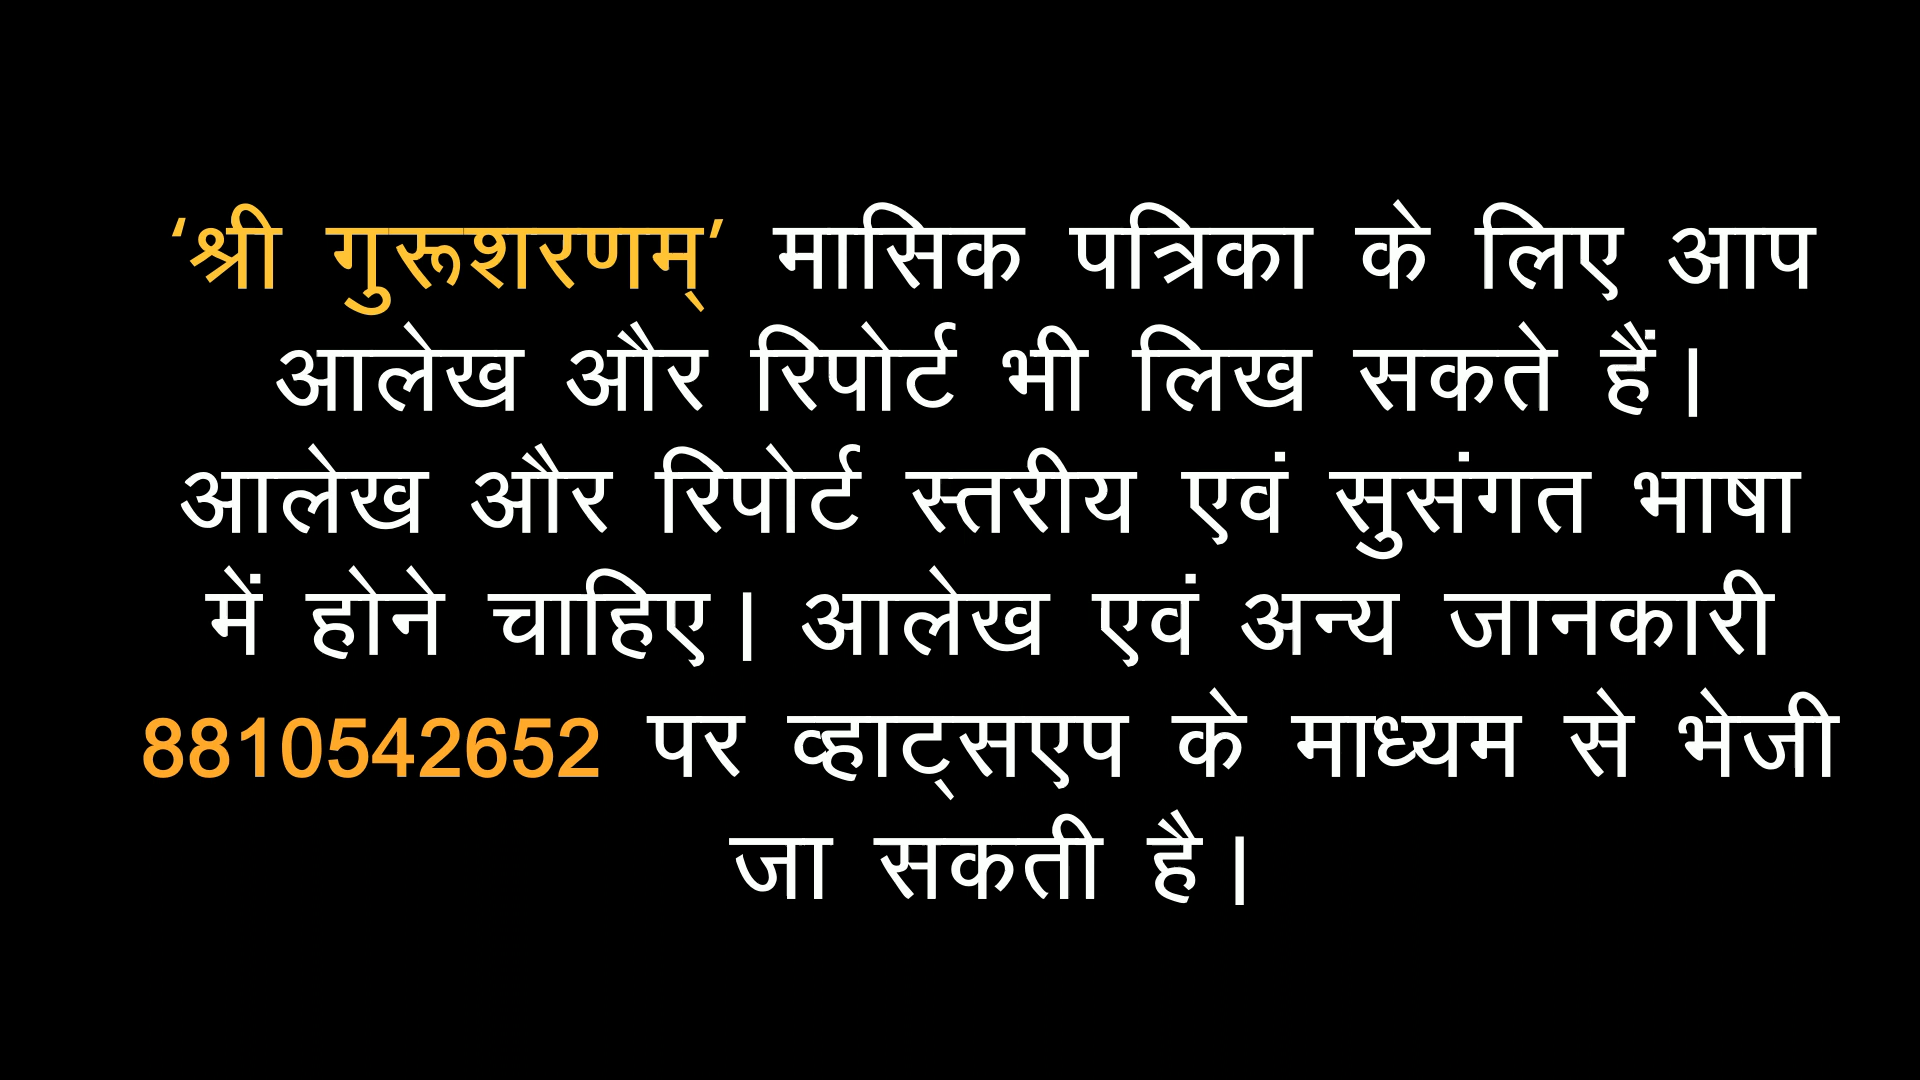 ‘श्री गुरूशरणम्’ मासिक पत्रिका के लिए आप
आलेख और रिपोर्ट भी लिख सकते हैं।
आलेख और रिपोर्ट स्तरीय एवं सुसंगत भाषा
में होने चाहिए। आलेख एवं अन्य जानकारी
8810542652 पर व्हाट्सएप के माध्यम से भेजी
जा सकती है।